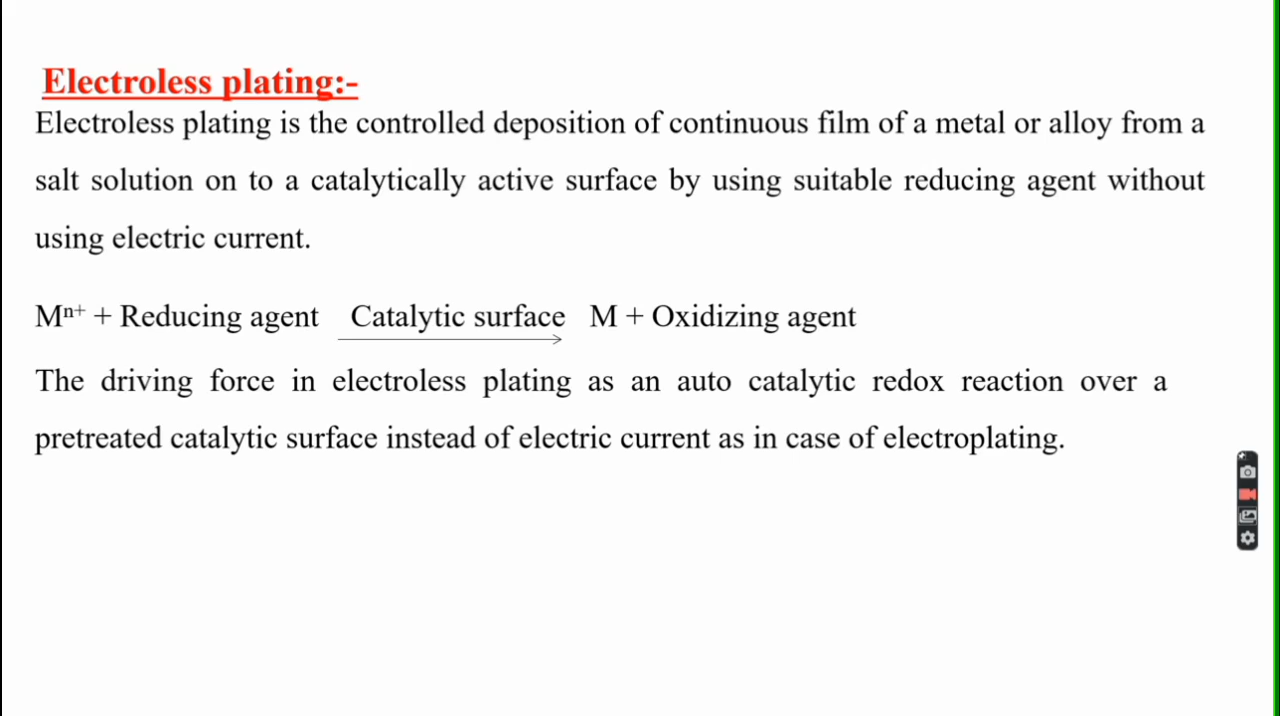 Electroless plating:-
Electroless plating is the controlled deposition of continuous film of a metal or alloy from a
salt solution on to a catalytically active surface by using suitable reducing agent without
using electric current.
Mⁿ⁺ + Reducing agent Catalytic surface M + Oxidizing agent
The driving force in electroless plating as an auto catalytic redox reaction over a
pretreated catalytic surface instead of electric current as in case of electroplating.